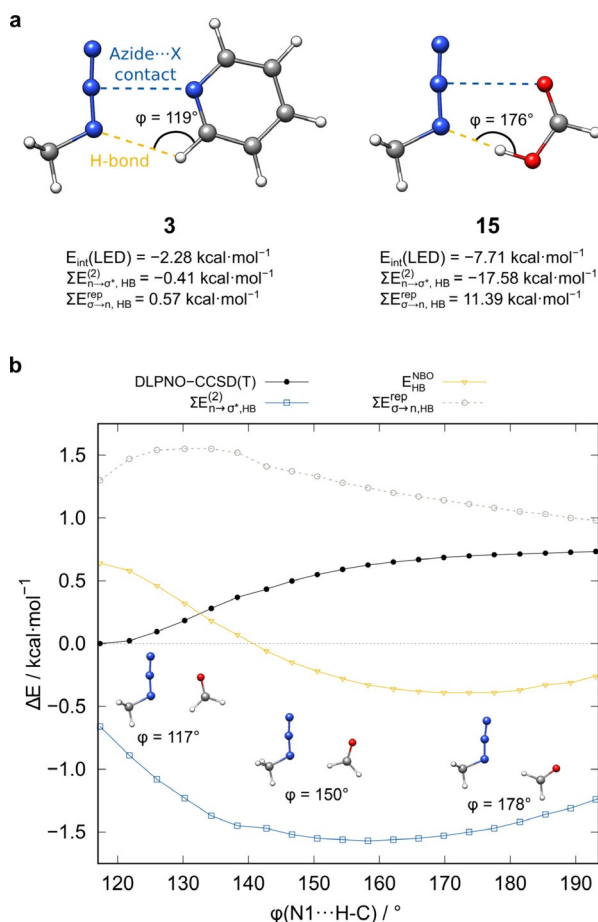 a
Azide···X
contact
φ = 119°
H-bond
φ = 176°
3
15
E_int(LED) = −2.28 kcal·mol⁻¹
ΣE⁽²⁾_n→σ*, HB = −0.41 kcal·mol⁻¹
ΣE^rep_σ→n, HB = 0.57 kcal·mol⁻¹
E_int(LED) = −7.71 kcal·mol⁻¹
ΣE⁽²⁾_n→σ*, HB = −17.58 kcal·mol⁻¹
ΣE^rep_σ→n, HB = 11.39 kcal·mol⁻¹
b
DLPNO−CCSD(T)
ΣE⁽²⁾_n→σ*,HB
E^NBO_HB
ΣE^rep_σ→n,HB
ΔE / kcal·mol⁻¹
1.5
1.0
0.5
0.0
−0.5
−1.0
−1.5
φ = 117°
φ = 150°
φ = 178°
120 130 140 150 160 170 180 190
φ(N1···H-C) / °